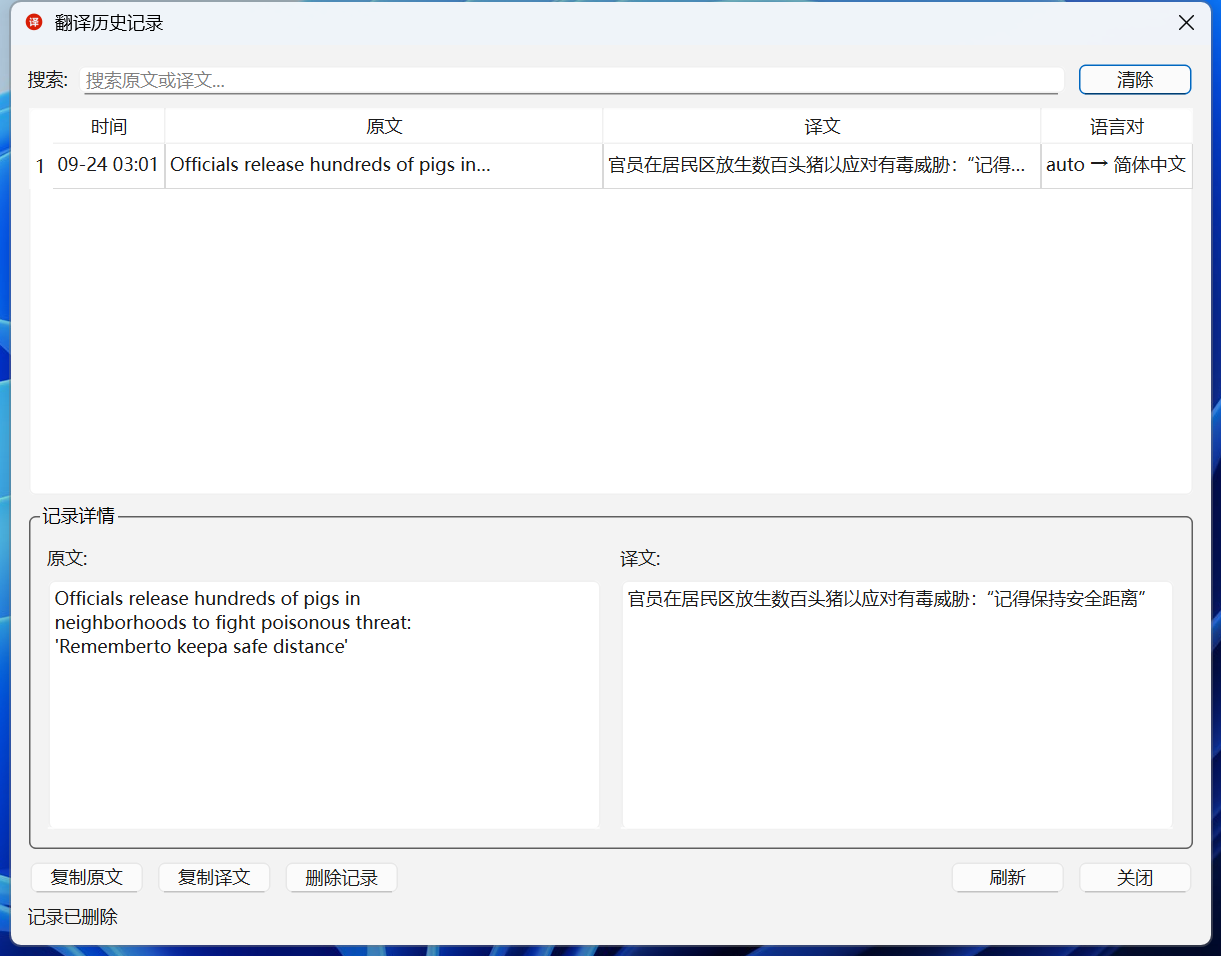 译 翻译历史记录
搜索: 搜索原文或译文... 清除
时间 原文 译文 语言对
1 09-24 03:01 Officials release hundreds of pigs in... 官员在居民区放生数百头猪以应对有毒威胁：“记得... auto → 简体中文
记录详情
原文: 译文:
Officials release hundreds of pigs in
neighborhoods to fight poisonous threat:
'Rememberto keepa safe distance'
官员在居民区放生数百头猪以应对有毒威胁：“记得保持安全距离”
复制原文 复制译文 删除记录 刷新 关闭
记录已删除